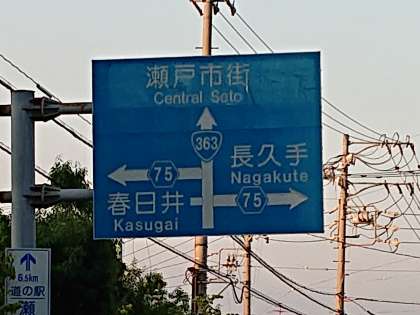 瀬戸市街
Central Seto
363
75
長久手
Nagakute
春日井
Kasugai
75
6.5km
道の駅
瀬